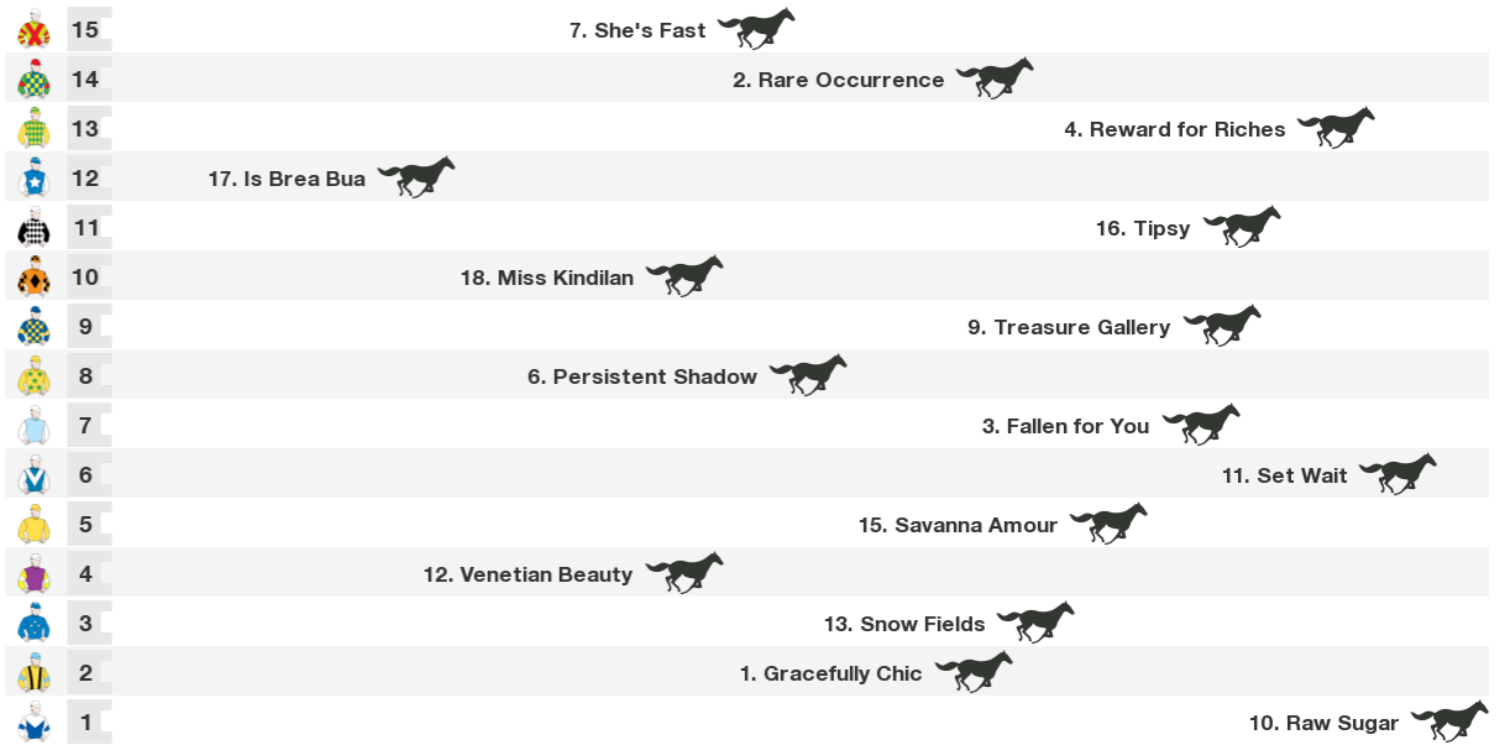 15 7. She's Fast
14 2. Rare Occurrence
13 4. Reward for Riches
12 17. Is Brea Bua
11 16. Tipsy
10 18. Miss Kindilan
9 9. Treasure Gallery
8 6. Persistent Shadow
7 3. Fallen for You
6 11. Set Wait
5 15. Savanna Amour
4 12. Venetian Beauty
3 13. Snow Fields
2 1. Gracefully Chic
1 10. Raw Sugar